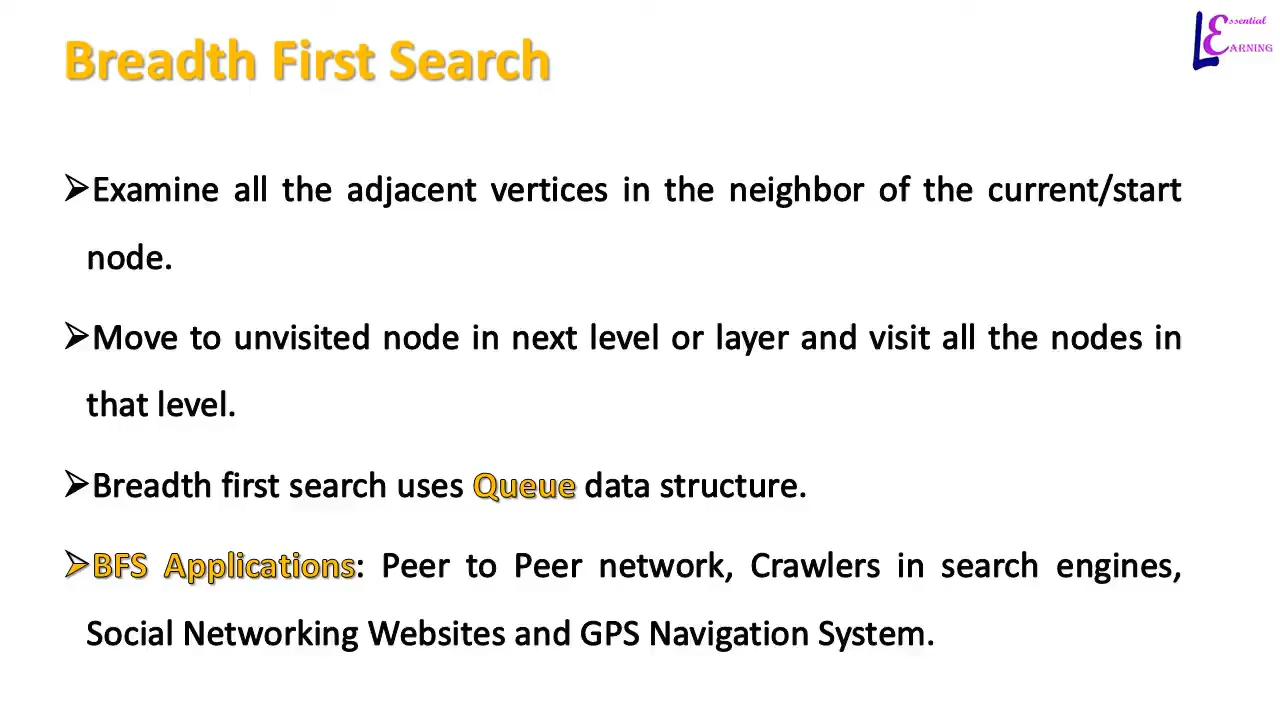 Breadth First Search
L Essential
EARNING
➢Examine all the adjacent vertices in the neighbor of the current/start
node.
➢Move to unvisited node in next level or layer and visit all the nodes in
that level.
➢Breadth first search uses Queue data structure.
➢BFS Applications: Peer to Peer network, Crawlers in search engines,
Social Networking Websites and GPS Navigation System.